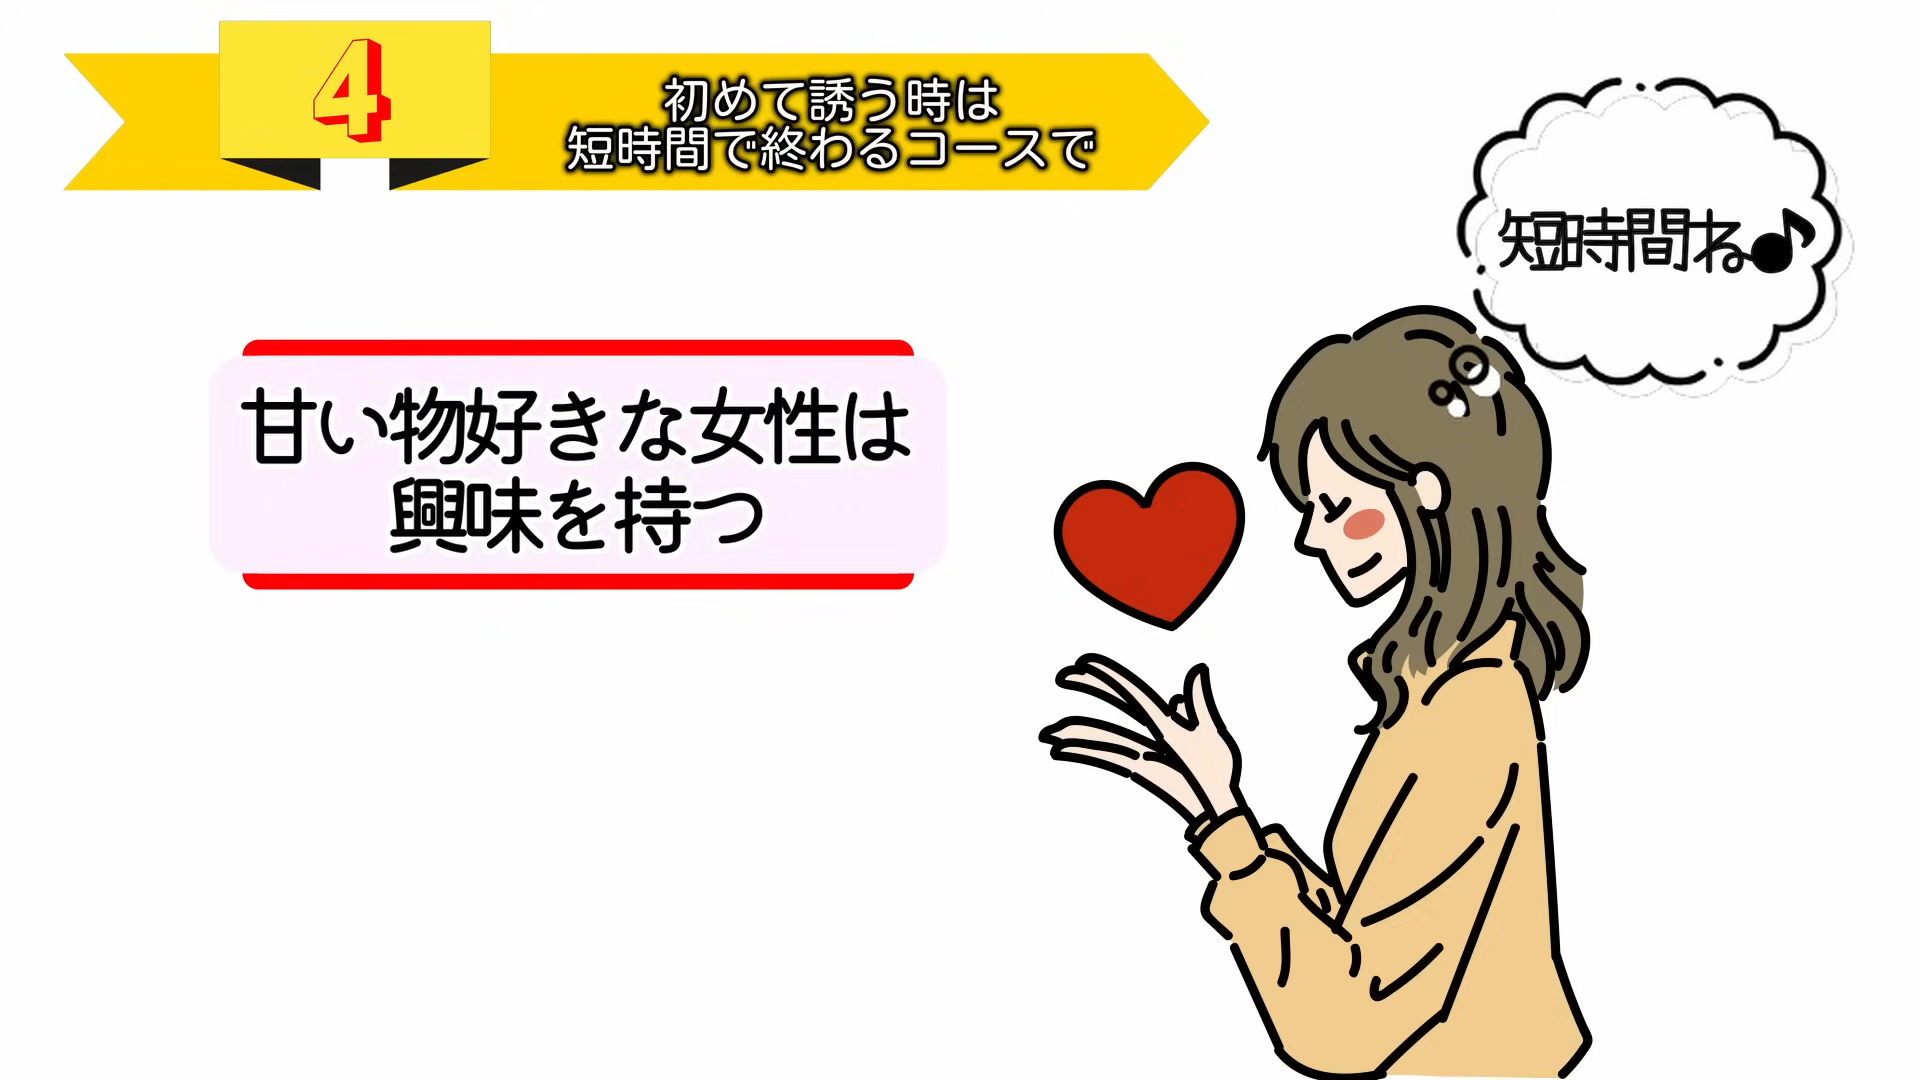 4
初めて誘う時は
短時間で終わるコースで
短時間ね♪
甘い物好きな女性は
興味を持つ